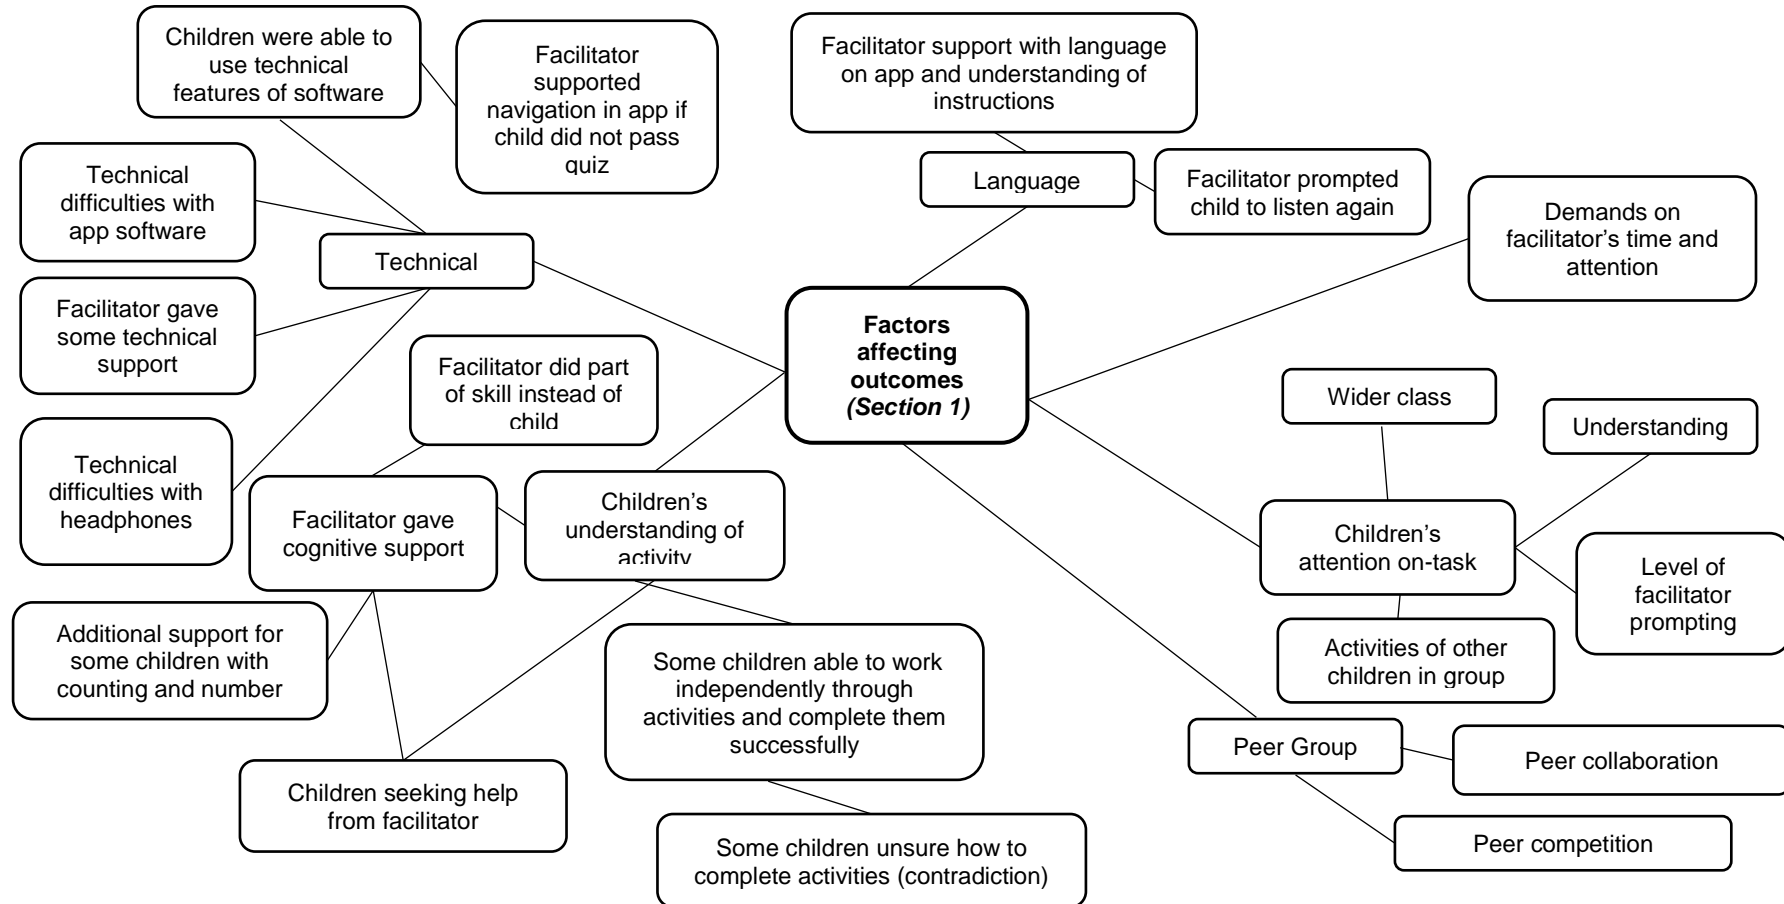 Children were able to
use technical
features of software
Facilitator
supported
navigation in app if
child did not pass
quiz
Facilitator support with language
on app and understanding of
instructions
Language
Facilitator prompted
child to listen again
Demands on
facilitator’s time and
attention
Technical
difficulties with
app software
Technical
Facilitator gave
some technical
support
Technical
difficulties with
headphones
Facilitator did part
of skill instead of
child
Factors
affecting
outcomes
(Section 1)
Wider class
Understanding
Facilitator gave
cognitive support
Children’s
understanding of
activity
Children’s
attention on-task
Level of
facilitator
prompting
Additional support for
some children with
counting and number
Some children able to work
independently through
activities and complete them
successfully
Activities of other
children in group
Peer Group
Peer collaboration
Children seeking help
from facilitator
Some children unsure how to
complete activities (contradiction)
Peer competition